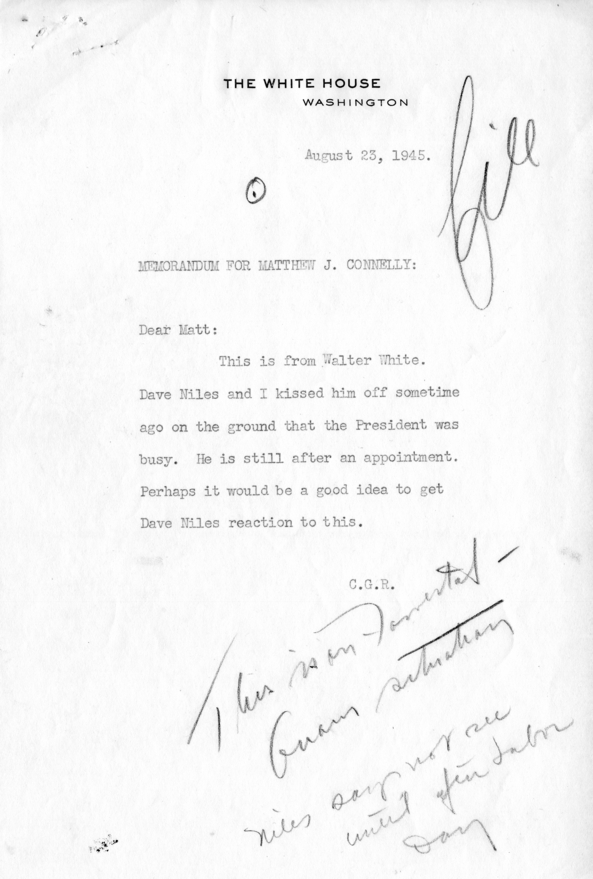 THE WHITE HOUSE
WASHINGTON
August 23, 1945.
MEMORANDUM FOR MATTHEW J. CONNELLY:
Dear Matt:
This is from Walter White.
Dave Niles and I kissed him off sometime
ago on the ground that the President was
busy. He is still after an appointment.
Perhaps it would be a good idea to get
Dave Niles reaction to this.
C.G.R.
This is on Forrestal -
Guam situation
Niles says not see
until after Labor
Day